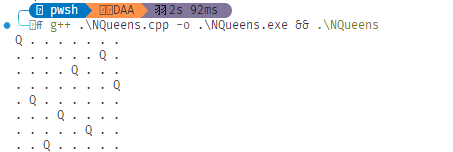 pwsh DAA 2s 92ms
# g++ .\NQueens.cpp -o .\NQueens.exe && .\NQueens
Q . . . . . . .
. . . . . . Q .
. . . . Q . . .
. . . . . . . Q
. Q . . . . . .
. . . Q . . . .
. . . . . Q . .
. . Q . . . . .